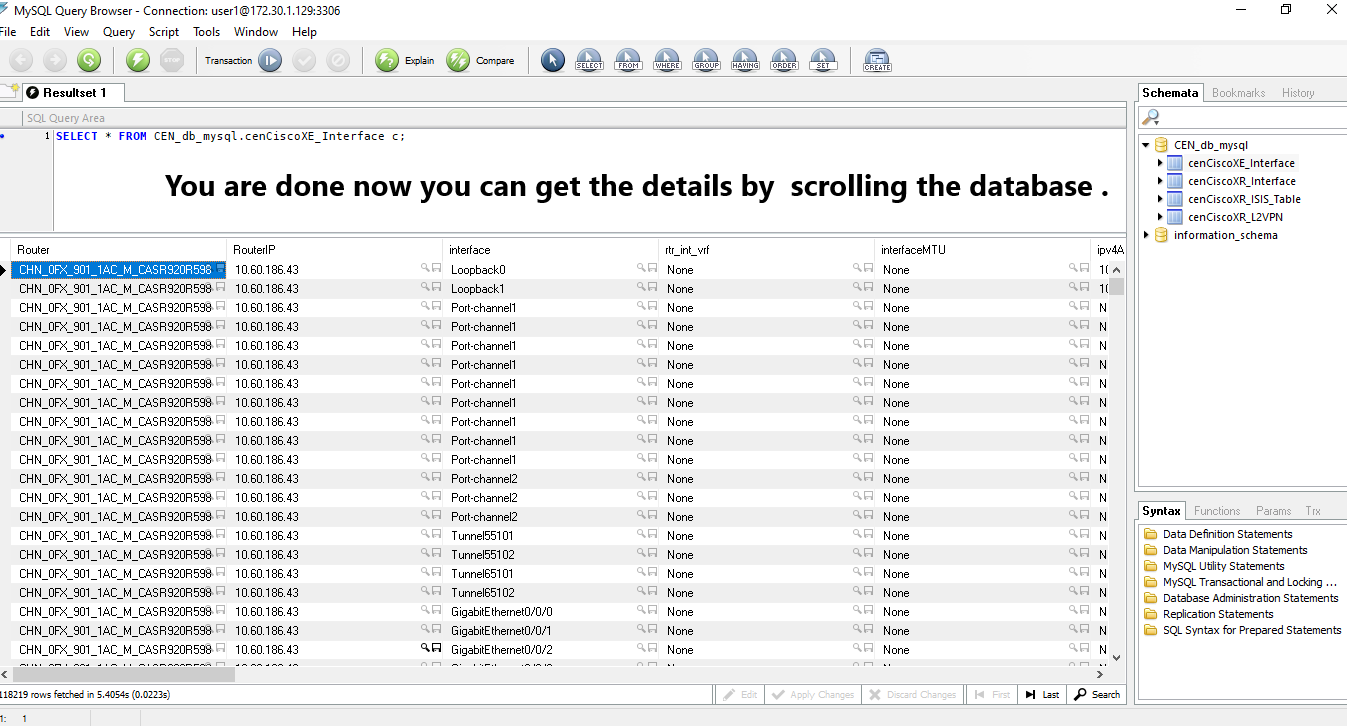 MySQL Query Browser - Connection: user1@172.30.1.129:3306
File Edit View Query Script Tools Window Help
STOP Transaction Explain Compare SELECT FROM WHERE GROUP HAVING ORDER SET CREATE
Resultset 1
SQL Query Area
1 SELECT * FROM CEN_db_mysql.cenCiscoXE_Interface c;
You are done now you can get the details by scrolling the database .
Router RouterIP interface rtr_int_vrf interfaceMTU ipv4A
CHN_0FX_901_1AC_M_CASR920R598 10.60.186.43 Loopback0 None None 10
CHN_0FX_901_1AC_M_CASR920R598 10.60.186.43 Loopback1 None None 10
CHN_0FX_901_1AC_M_CASR920R598 10.60.186.43 Port-channel1 None None N
CHN_0FX_901_1AC_M_CASR920R598 10.60.186.43 Port-channel1 None None N
CHN_0FX_901_1AC_M_CASR920R598 10.60.186.43 Port-channel1 None None N
CHN_0FX_901_1AC_M_CASR920R598 10.60.186.43 Port-channel1 None None N
CHN_0FX_901_1AC_M_CASR920R598 10.60.186.43 Port-channel1 None None N
CHN_0FX_901_1AC_M_CASR920R598 10.60.186.43 Port-channel1 None None N
CHN_0FX_901_1AC_M_CASR920R598 10.60.186.43 Port-channel1 None None N
CHN_0FX_901_1AC_M_CASR920R598 10.60.186.43 Port-channel1 None None N
CHN_0FX_901_1AC_M_CASR920R598 10.60.186.43 Port-channel1 None None N
CHN_0FX_901_1AC_M_CASR920R598 10.60.186.43 Port-channel2 None None N
CHN_0FX_901_1AC_M_CASR920R598 10.60.186.43 Port-channel2 None None N
CHN_0FX_901_1AC_M_CASR920R598 10.60.186.43 Port-channel2 None None N
CHN_0FX_901_1AC_M_CASR920R598 10.60.186.43 Tunnel55101 None None N
CHN_0FX_901_1AC_M_CASR920R598 10.60.186.43 Tunnel55102 None None N
CHN_0FX_901_1AC_M_CASR920R598 10.60.186.43 Tunnel65101 None None N
CHN_0FX_901_1AC_M_CASR920R598 10.60.186.43 Tunnel65102 None None N
CHN_0FX_901_1AC_M_CASR920R598 10.60.186.43 GigabitEthernet0/0/0 None None N
CHN_0FX_901_1AC_M_CASR920R598 10.60.186.43 GigabitEthernet0/0/1 None None N
CHN_0FX_901_1AC_M_CASR920R598 10.60.186.43 GigabitEthernet0/0/2 None None N
118219 rows fetched in 5.4054s (0.0223s)
Edit Apply Changes Discard Changes First Last Search
1: 1
Schemata Bookmarks History
CEN_db_mysql
cenCiscoXE_Interface
cenCiscoXR_Interface
cenCiscoXR_ISIS_Table
cenCiscoXR_L2VPN
information_schema
Syntax Functions Params Trx
Data Definition Statements
Data Manipulation Statements
MySQL Utility Statements
MySQL Transactional and Locking ...
Database Administration Statements
Replication Statements
SQL Syntax for Prepared Statements